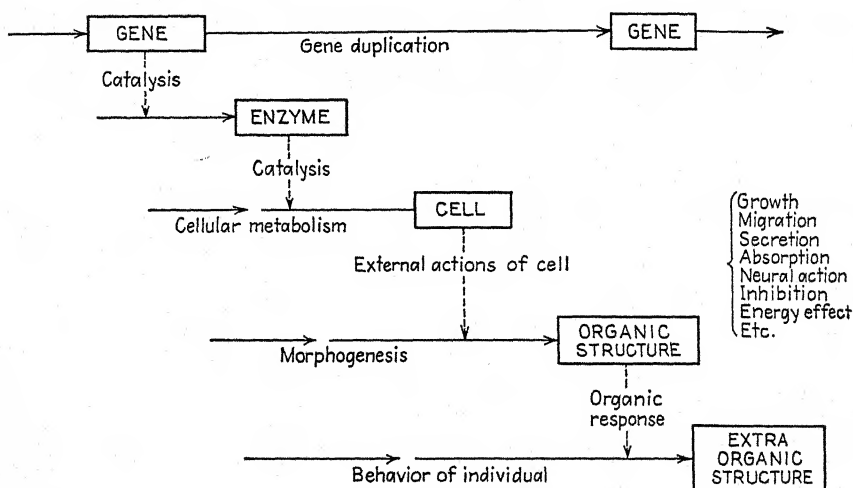 GENE
Gene duplication
GENE
Catalysis
ENZYME
Catalysis
Cellular metabolism
CELL
External actions of cell
Growth
Migration
Secretion
Absorption
Neural action
Inhibition
Energy effect
Etc.
Morphogenesis
ORGANIC
STRUCTURE
Organic
response
Behavior of individual
EXTRA
ORGANIC
STRUCTURE